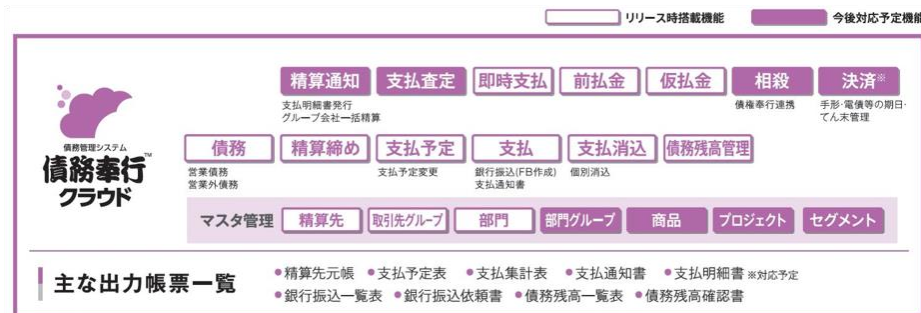 リリース時搭載機能 今後対応予定機能
精算通知 支払査定 即時支払 前払金 仮払金 相殺 決済※
支払明細書発行
グループ会社一括精算
債権奉行連携
手形・電債等の期日・
てん末管理
債務管理システム
債務奉行™
クラウド
債務 精算締め 支払予定 支払 支払消込 債務残高管理
営業債務
営業外債務
支払予定変更
銀行振込(FB作成)
支払通知書
個別消込
マスタ管理 精算先 取引先グループ 部門 部門グループ 商品 プロジェクト セグメント
主な出力帳票一覧
●精算先元帳 ●支払予定表 ●支払集計表 ●支払通知書 ●支払明細書 ※対応予定
●銀行振込一覧表 ●銀行振込依頼書 ●債務残高一覧表 ●債務残高確認書